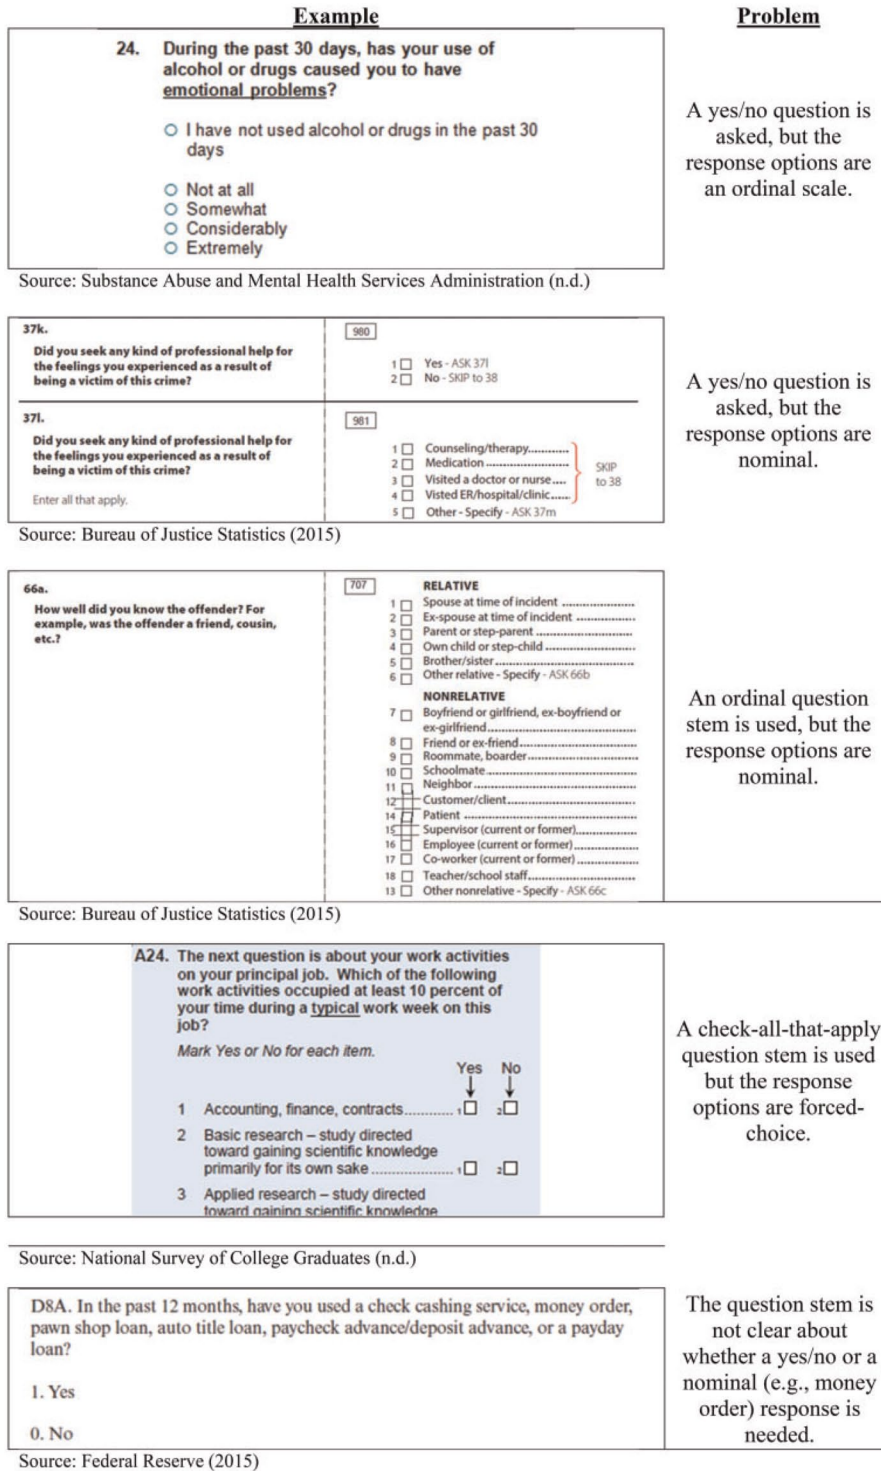 Example
Problem
24. During the past 30 days, has your use of
alcohol or drugs caused you to have
emotional problems?
I have not used alcohol or drugs in the past 30
days
Not at all
Somewhat
Considerably
Extremely
A yes/no question is
asked, but the
response options are
an ordinal scale.
Source: Substance Abuse and Mental Health Services Administration (n.d.)
37k.
Did you seek any kind of professional help for
the feelings you experienced as a result of
being a victim of this crime?
980
1 Yes - ASK 37l
2 No - SKIP to 38
37l.
Did you seek any kind of professional help for
the feelings you experienced as a result of
being a victim of this crime?
Enter all that apply.
981
1 Counseling/therapy............
2 Medication........................
3 Visited a doctor or nurse....
4 Visted ER/hospital/clinic......
5 Other - Specify - ASK 37m
SKIP
to 38
A yes/no question is
asked, but the
response options are
nominal.
Source: Bureau of Justice Statistics (2015)
66a.
How well did you know the offender? For
example, was the offender a friend, cousin,
etc.?
707
RELATIVE
1 Spouse at time of incident ......................
2 Ex-spouse at time of incident ..................
3 Parent or step-parent .............................
4 Own child or step-child ...........................
5 Brother/sister..........................................
6 Other relative - Specify - ASK 66b
NONRELATIVE
7 Boyfriend or girlfriend, ex-boyfriend or
ex-girlfriend............................................
8 Friend or ex-friend...................................
9 Roommate, boarder................................
10 Schoolmate............................................
11 Neighbor................................................
12 Customer/client......................................
14 Patient ...................................................
15 Supervisor (current or former)..................
16 Employee (current or former)...................
17 Co-worker (current or former) .................
18 Teacher/school staff................................
13 Other nonrelative - Specify - ASK 66c
An ordinal question
stem is used, but the
response options are
nominal.
Source: Bureau of Justice Statistics (2015)
A24. The next question is about your work activities
on your principal job. Which of the following
work activities occupied at least 10 percent of
your time during a typical work week on this
job?
Mark Yes or No for each item.
Yes No
1 Accounting, finance, contracts............ 1 2
2 Basic research – study directed
toward gaining scientific knowledge
primarily for its own sake .................... 1 2
3 Applied research – study directed
toward gaining scientific knowledge
A check-all-that-apply
question stem is used
but the response
options are forced-
choice.
Source: National Survey of College Graduates (n.d.)
D8A. In the past 12 months, have you used a check cashing service, money order,
pawn shop loan, auto title loan, paycheck advance/deposit advance, or a payday
loan?
1. Yes
0. No
The question stem is
not clear about
whether a yes/no or a
nominal (e.g., money
order) response is
needed.
Source: Federal Reserve (2015)